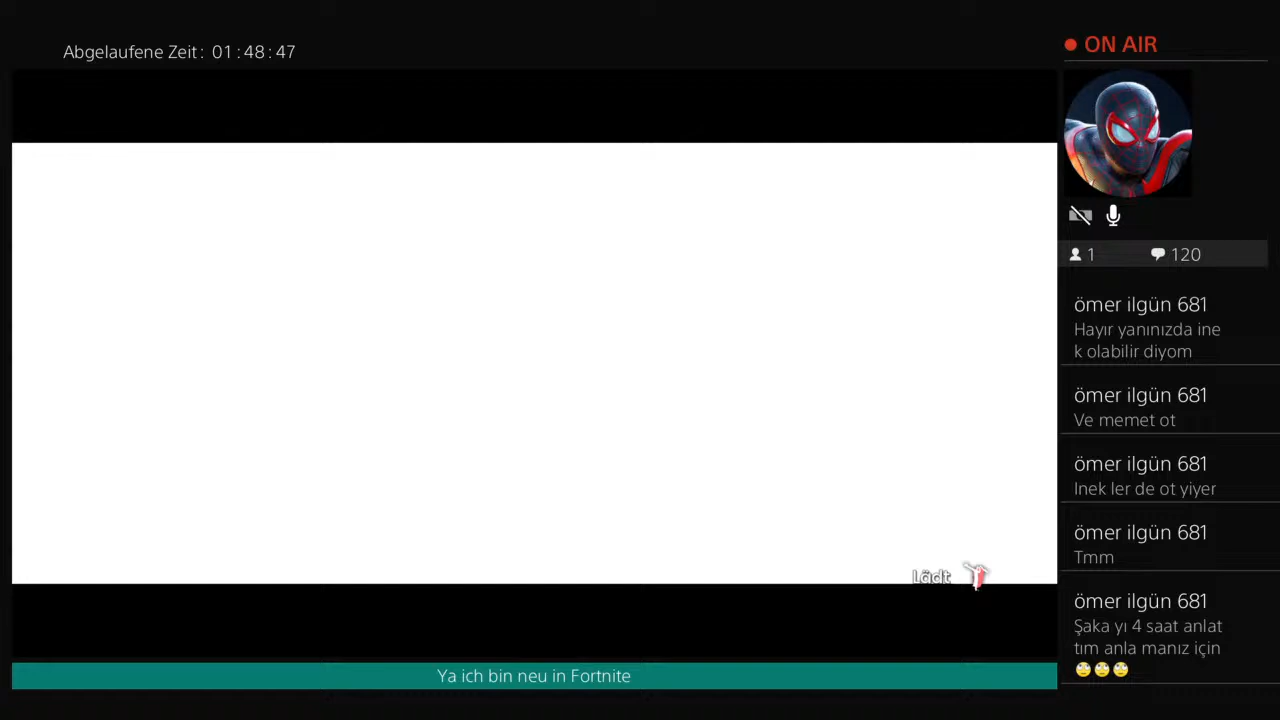 Abgelaufene Zeit: 01:48:47
ON AIR
1 120
ömer ilgün 681
Hayır yanınızda ine
k olabilir diyom
ömer ilgün 681
Ve memet ot
ömer ilgün 681
Inek ler de ot yiyer
ömer ilgün 681
Tmm
ömer ilgün 681
Şaka yı 4 saat anlat
tım anla manız için
🙄🙄🙄
Lädt
Ya ich bin neu in Fortnite